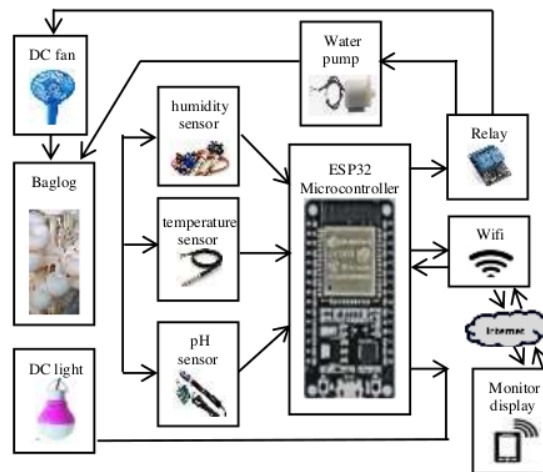 DC fan
Water
pump
humidity
sensor
Relay
ESP32
Microcontroller
Baglog
temperature
sensor
Wifi
Internet
pH
sensor
DC light
Monitor
display